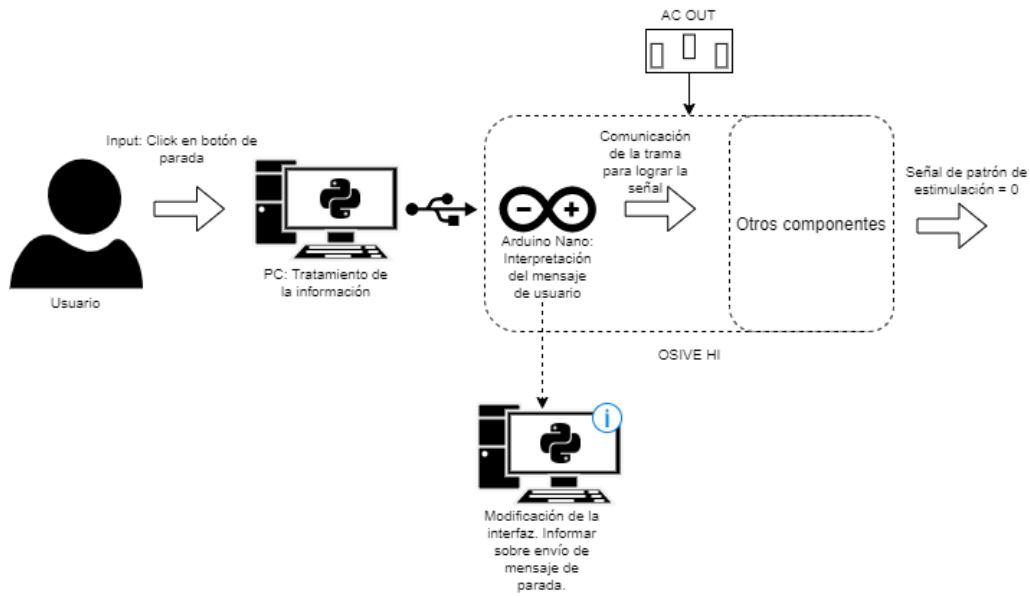 AC OUT
Input: Click en botón de
parada
Usuario
PC: Tratamiento de
la información
Arduino Nano:
Interpretación
del mensaje
de usuario
Comunicación
de la trama
para lograr la
señal
Otros componentes
Señal de patrón de
estimulación = 0
OSIVE HI
i
Modificación de la
interfaz. Informar
sobre envío de
mensaje de
parada.